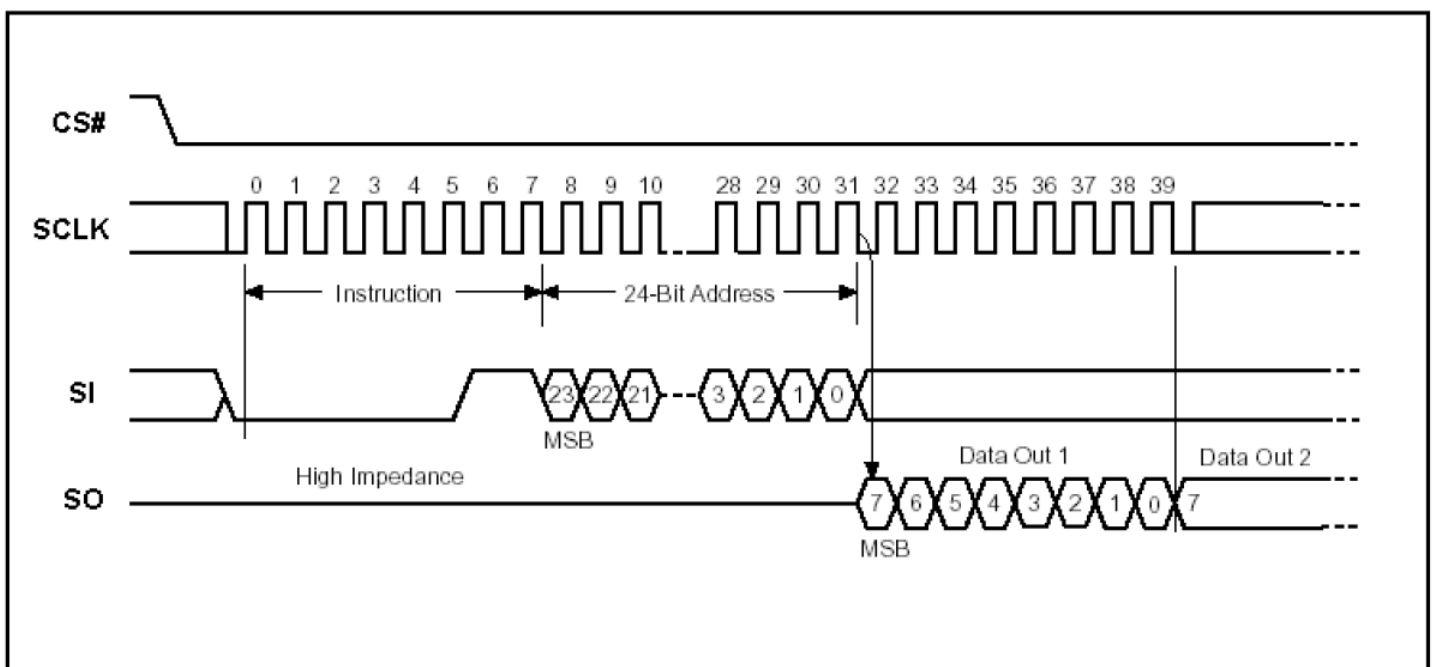 CS#
0 1 2 3 4 5 6 7 8 9 10 28 29 30 31 32 33 34 35 36 37 38 39
SCLK
Instruction 24-Bit Address
SI 23 22 21 3 2 1 0
MSB
High Impedance Data Out 1 Data Out 2
SO 7 6 5 4 3 2 1 0 7
MSB